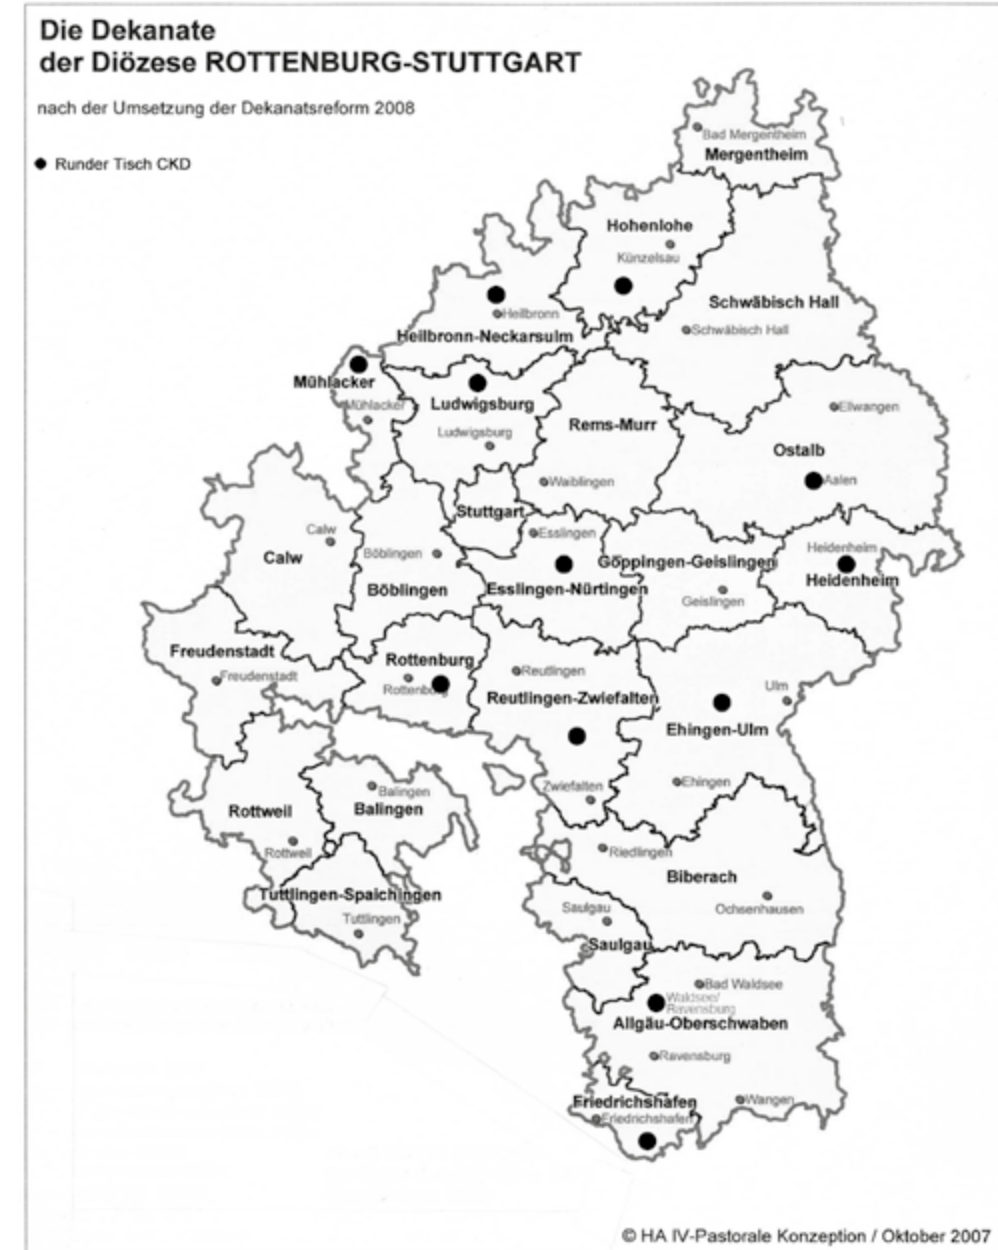 Die Dekanate
der Diözese ROTTENBURG-STUTTGART
nach der Umsetzung der Dekanatsreform 2008
Runder Tisch CKD
Bad Mergentheim
Mergentheim
Hohenlohe
Künzelsau
Schwäbisch Hall
Schwäbisch Hall
Heilbronn
Heilbronn-Neckarsulm
Mühlacker
Mühlacker
Ludwigsburg
Ludwigsburg
Rems-Murr
Waiblingen
Ellwangen
Ostalb
Aalen
Stuttgart
Esslingen
Esslingen-Nürtingen
Göppingen-Geislingen
Geislingen
Heidenheim
Heidenheim
Calw
Calw
Böblingen
Böblingen
Freudenstadt
Freudenstadt
Rottenburg
Rottenburg
Reutlingen
Reutlingen-Zwiefalten
Zwiefalten
Ulm
Ehingen-Ulm
Ehingen
Rottweil
Rottweil
Balingen
Balingen
Tuttlingen-Spaichingen
Tuttlingen
Riedlingen
Biberach
Ochsenhausen
Saulgau
Saulgau
Bad Waldsee
Waldsee/
Ravensburg
Allgäu-Oberschwaben
Ravensburg
Wangen
Friedrichshafen
Friedrichshafen
© HA IV-Pastorale Konzeption / Oktober 2007